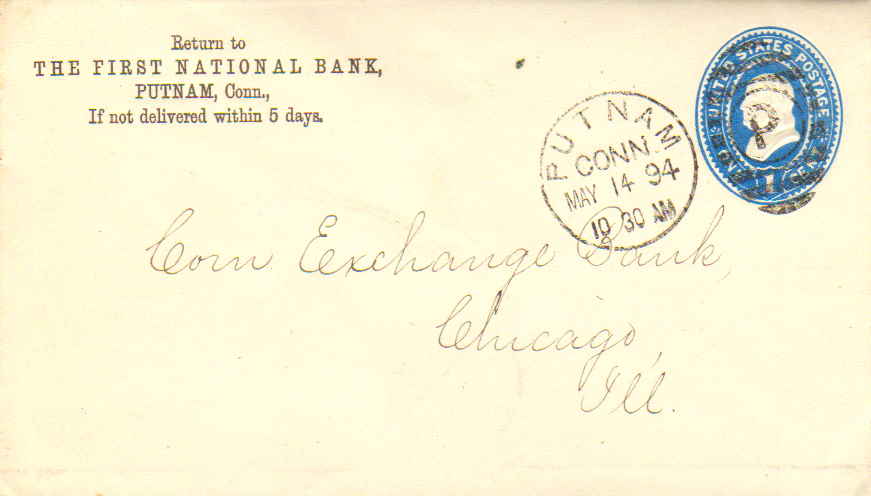 Return to
THE FIRST NATIONAL BANK,
PUTNAM, Conn.,
If not delivered within 5 days.
UNITED STATES POSTAGE
1
P
PUTNAM
CONN.
MAY 14 94
10 30 AM
Corn Exchange Bank,
Chicago,
Ill.